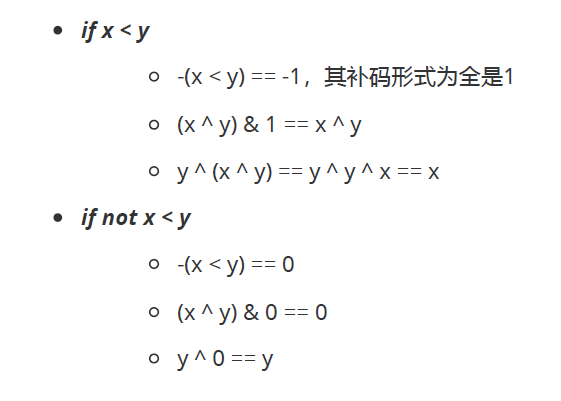 if x < y
-(x < y) == -1，其补码形式为全是1
(x ^ y) & 1 == x ^ y
y ^ (x ^ y) == y ^ y ^ x == x
if not x < y
-(x < y) == 0
(x ^ y) & 0 == 0
y ^ 0 == y